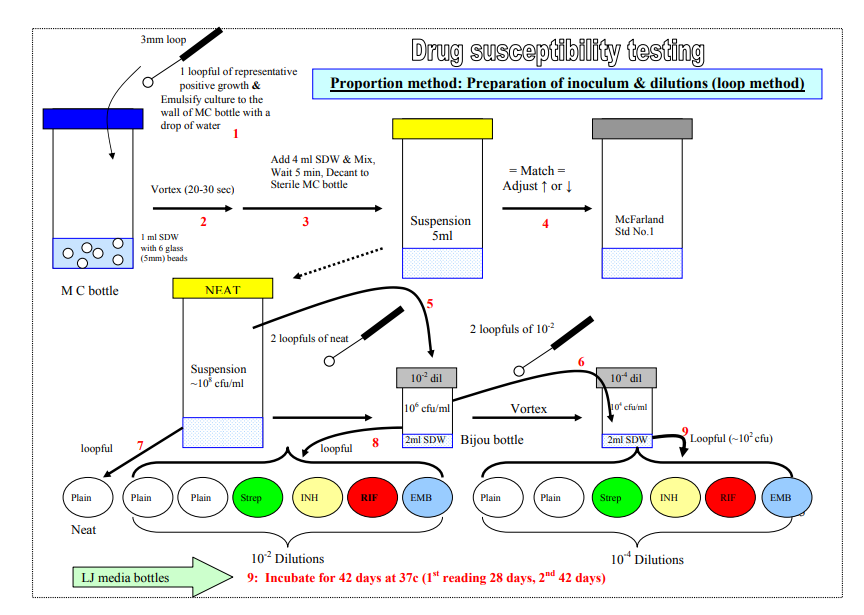 Drug susceptibility testing
Proportion method: Preparation of inoculum & dilutions (loop method)
3mm loop
1 loopful of representative
positive growth &
Emulsify culture to the
wall of MC bottle with a
drop of water
1
Vortex (20-30 sec)
2
Add 4 ml SDW & Mix,
Wait 5 min, Decant to
Sterile MC bottle
3
Suspension
5ml
= Match =
Adjust ↑ or ↓
4
McFarland
Std No.1
1 ml SDW
with 6 glass
(5mm) beads
M C bottle
NEAT
Suspension
~10⁸ cfu/ml
5
2 loopfuls of neat
10⁻² dil
10⁶ cfu/ml
2ml SDW
Bijou bottle
2 loopfuls of 10⁻²
6
Vortex
10⁻⁴ dil
10⁴ cfu/ml
2ml SDW
9
Loopful (~10² cfu)
loopful
7
loopful
8
Plain
Neat
Plain
Plain
Strep
INH
RIF
EMB
10⁻² Dilutions
Plain
Plain
Strep
INH
RIF
EMB
10⁻⁴ Dilutions
LJ media bottles
9: Incubate for 42 days at 37c (1ˢᵗ reading 28 days, 2ⁿᵈ 42 days)